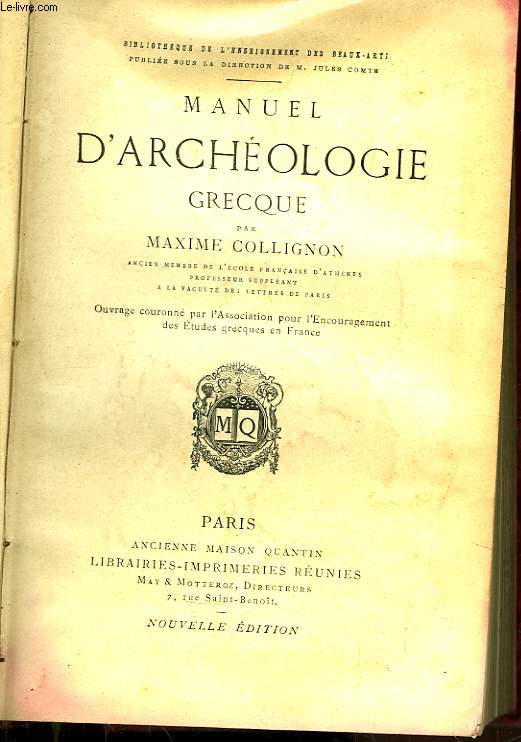 Le-livre.com
BIBLIOTHÈQUE DE L'ENSEIGNEMENT DES BEAUX-ARTS
PUBLIÉE SOUS LA DIRECTION DE M. JULES COMTE
MANUEL
D'ARCHÉOLOGIE
GRECQUE
PAR
MAXIME COLLIGNON
ANCIEN MEMBRE DE L'ÉCOLE FRANÇAISE D'ATHÈNES
PROFESSEUR SUPPLÉANT
A LA FACULTÉ DES LETTRES DE PARIS
Ouvrage couronné par l'Association pour l'Encouragement
des Études grecques en France
M Q
PARIS
ANCIENNE MAISON QUANTIN
LIBRAIRIES-IMPRIMERIES RÉUNIES
MAY & MOTTEROZ, DIRECTEURS
7, rue Saint-Benoît.
NOUVELLE ÉDITION